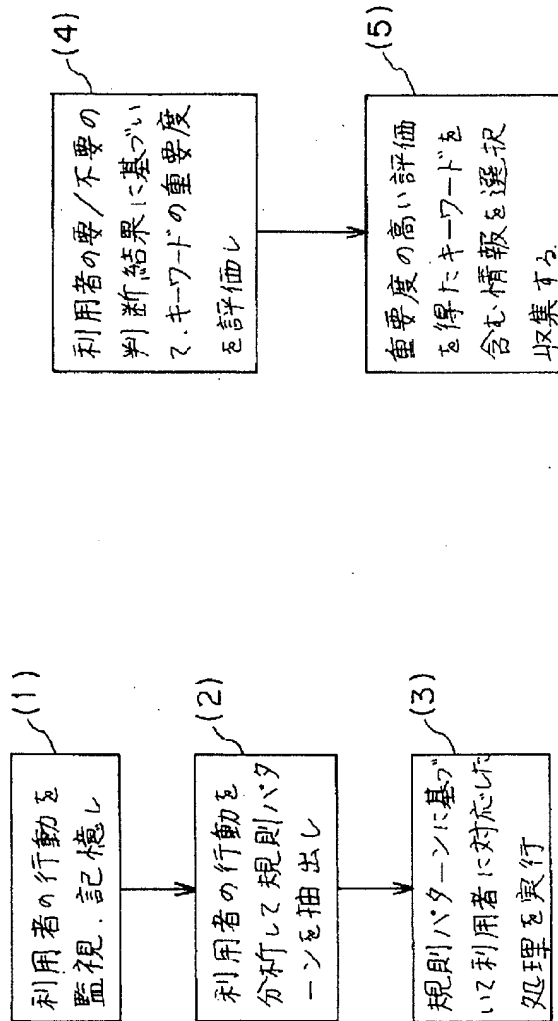 (1)
利用者の行動を
監視・記憶し
(2)
利用者の行動を
分析して規則パタ
ーンを抽出し
(3)
規則パターンに基づ
いて利用者に対応した
処理を実行
(4)
利用者の要/不要の
判断結果に基づい
て、キーワードの重要度
を評価し
(5)
重要度の高い評価
を得たキーワードを
含む情報を選択
収集する